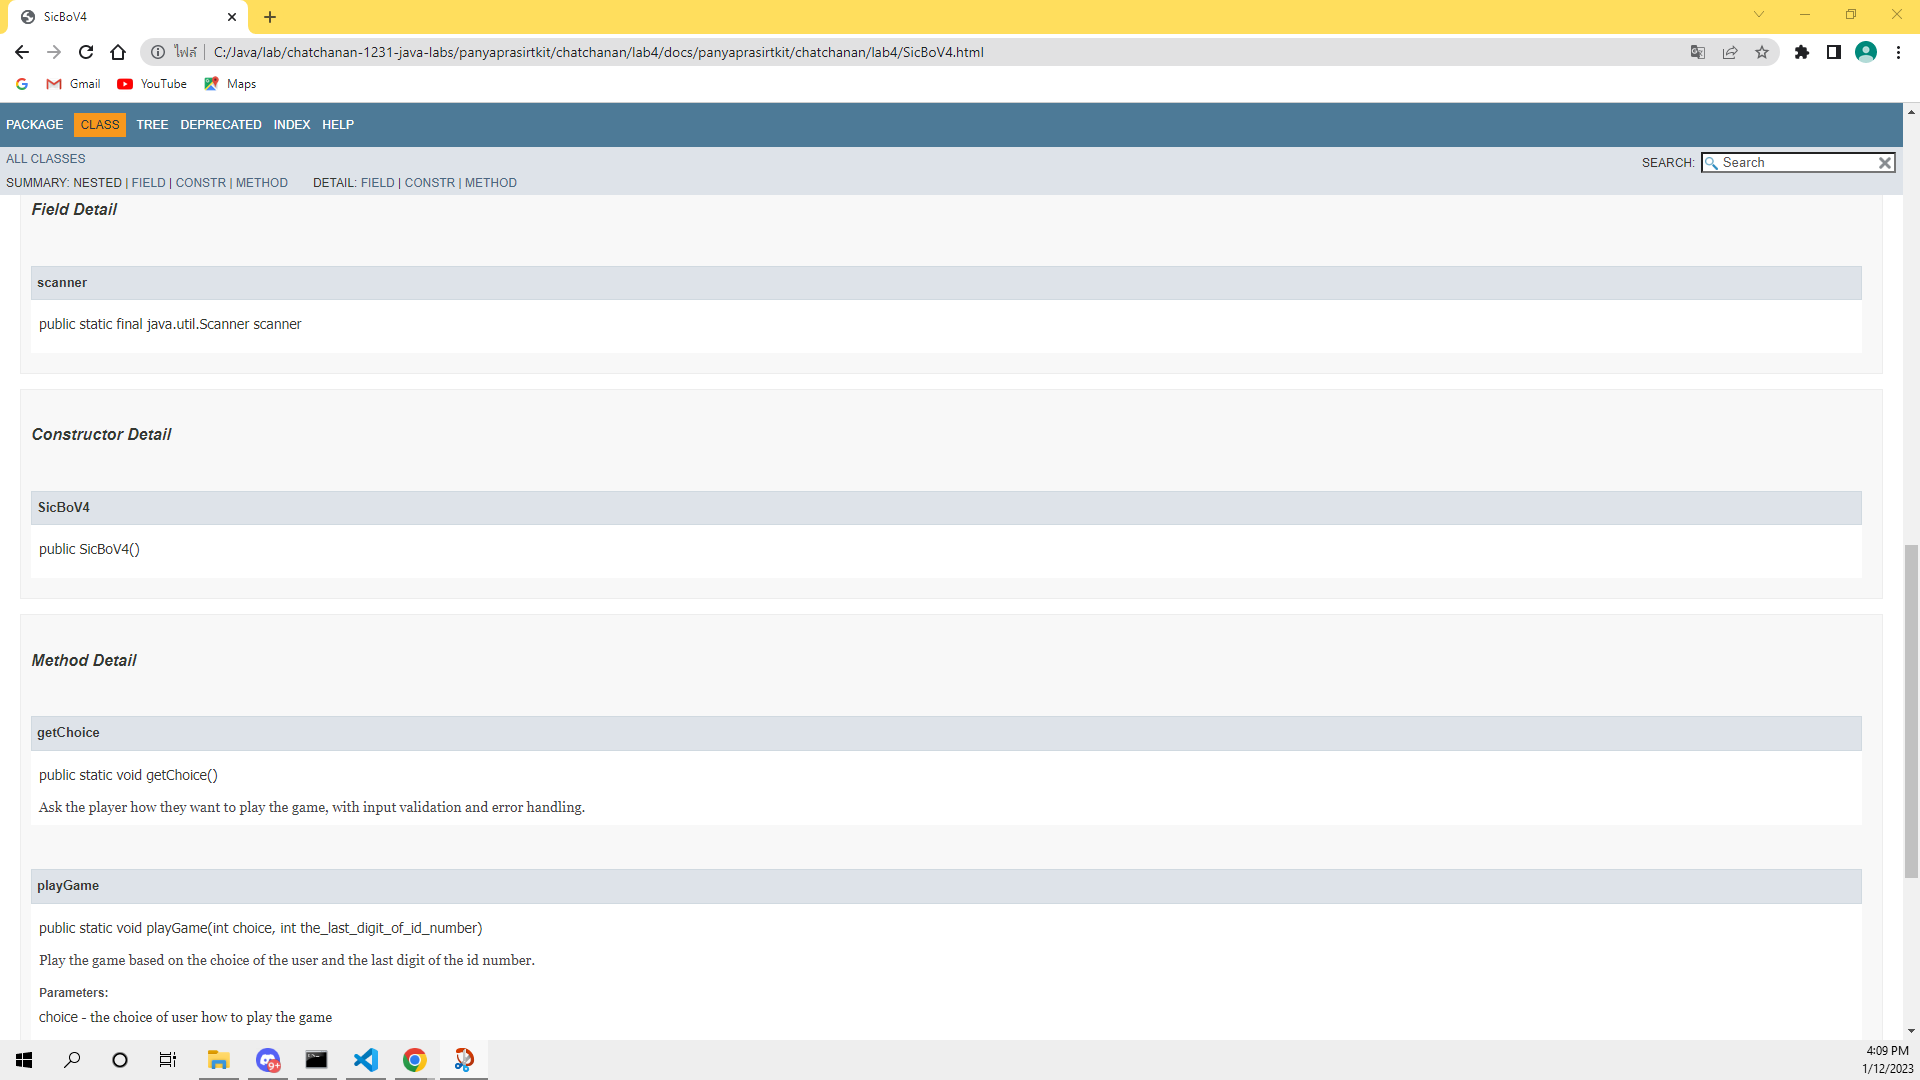 SicBoV4
ไฟล์ C:/Java/lab/chatchanan-1231-java-labs/panyaprasirtkit/chatchanan/lab4/docs/panyaprasirtkit/chatchanan/lab4/SicBoV4.html
Gmail YouTube Maps
PACKAGE CLASS TREE DEPRECATED INDEX HELP
ALL CLASSES
SEARCH: Search
SUMMARY: NESTED | FIELD | CONSTR | METHOD DETAIL: FIELD | CONSTR | METHOD
Field Detail
scanner
public static final java.util.Scanner scanner
Constructor Detail
SicBoV4
public SicBoV4()
Method Detail
getChoice
public static void getChoice()
Ask the player how they want to play the game, with input validation and error handling.
playGame
public static void playGame(int choice, int the_last_digit_of_id_number)
Play the game based on the choice of the user and the last digit of the id number.
Parameters:
choice - the choice of user how to play the game
9+
4:09 PM
1/12/2023